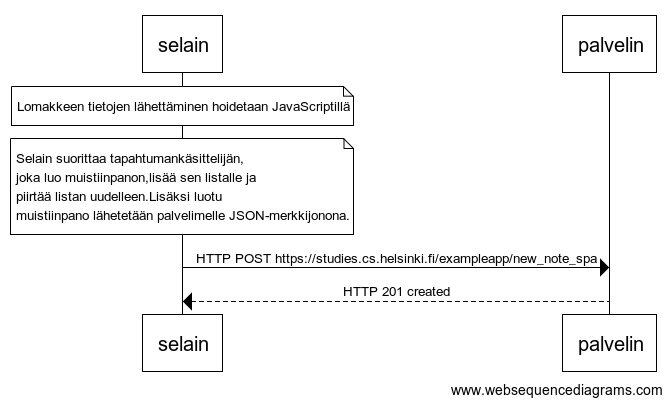 selain
palvelin
Lomakkeen tietojen lähettäminen hoidetaan JavaScriptillä
Selain suorittaa tapahtumankäsittelijän,
joka luo muistiinpanon,lisää sen listalle ja
piirtää listan uudelleen.Lisäksi luotu
muistiinpano lähetetään palvelimelle JSON-merkkijonona.
HTTP POST https://studies.cs.helsinki.fi/exampleapp/new_note_spa
HTTP 201 created
selain
palvelin
www.websequencediagrams.com